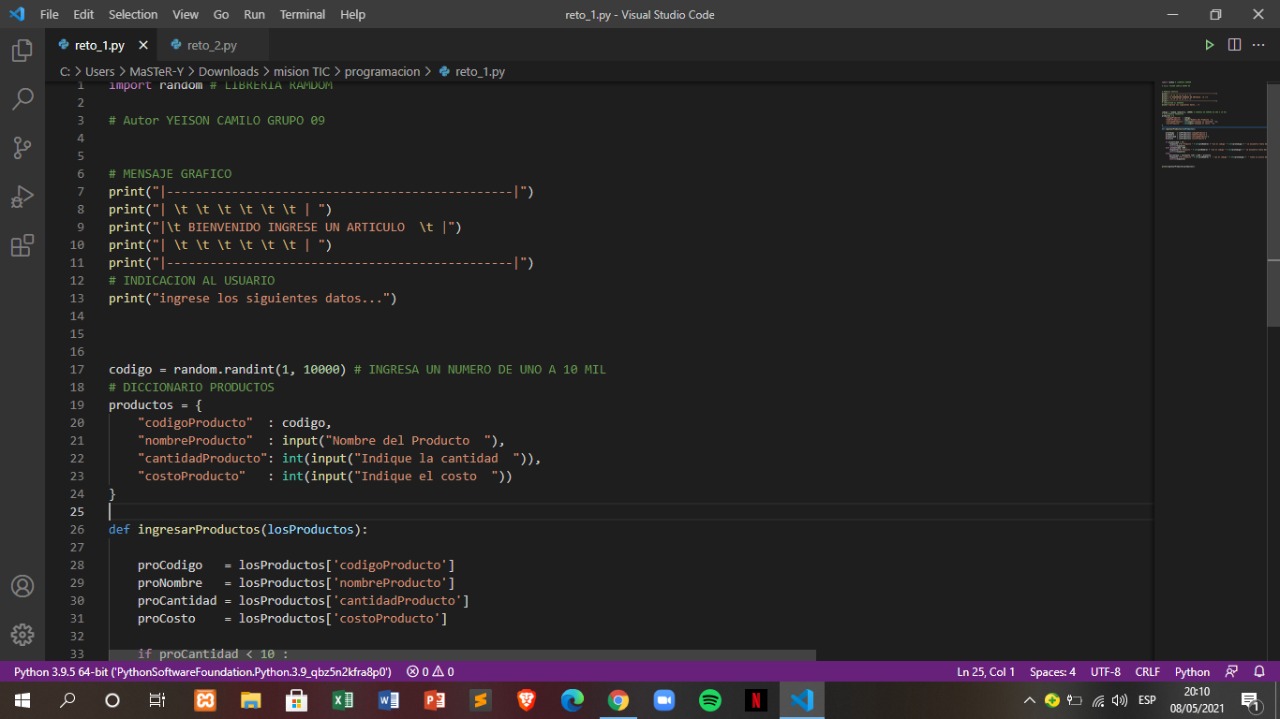 File Edit Selection View Go Run Terminal Help reto_1.py - Visual Studio Code
reto_1.py reto_2.py
C: > Users > MaSTeR-Y > Downloads > mision TIC > programacion > reto_1.py
1 import random # LIBRERIA RAMDOM
2
3 # Autor YEISON CAMILO GRUPO 09
4
5
6 # MENSAJE GRAFICO
7 print("|------------------------------------------------|")
8 print("| \t \t \t \t \t \t | ")
9 print("|\t BIENVENIDO INGRESE UN ARTICULO  \t |")
10 print("| \t \t \t \t \t \t | ")
11 print("|------------------------------------------------|")
12 # INDICACION AL USUARIO
13 print("ingrese los siguientes datos...")
14
15
16
17 codigo = random.randint(1, 10000) # INGRESA UN NUMERO DE UNO A 10 MIL
18 # DICCIONARIO PRODUCTOS
19 productos = {
20     "codigoProducto"  : codigo,
21     "nombreProducto"  : input("Nombre del Producto  "),
22     "cantidadProducto": int(input("Indique la cantidad  ")),
23     "costoProducto"   : int(input("Indique el costo  "))
24 }
25
26 def ingresarProductos(losProductos):
27
28     proCodigo   = losProductos['codigoProducto']
29     proNombre   = losProductos['nombreProducto']
30     proCantidad = losProductos['cantidadProducto']
31     proCosto    = losProductos['costoProducto']
32
33     if proCantidad < 10 :
Python 3.9.5 64-bit ('PythonSoftwareFoundation.Python.3.9_qbz5n2kfra8p0') 0 0 Ln 25, Col 1 Spaces: 4 UTF-8 CRLF Python
ESP 20:10
08/05/2021 1